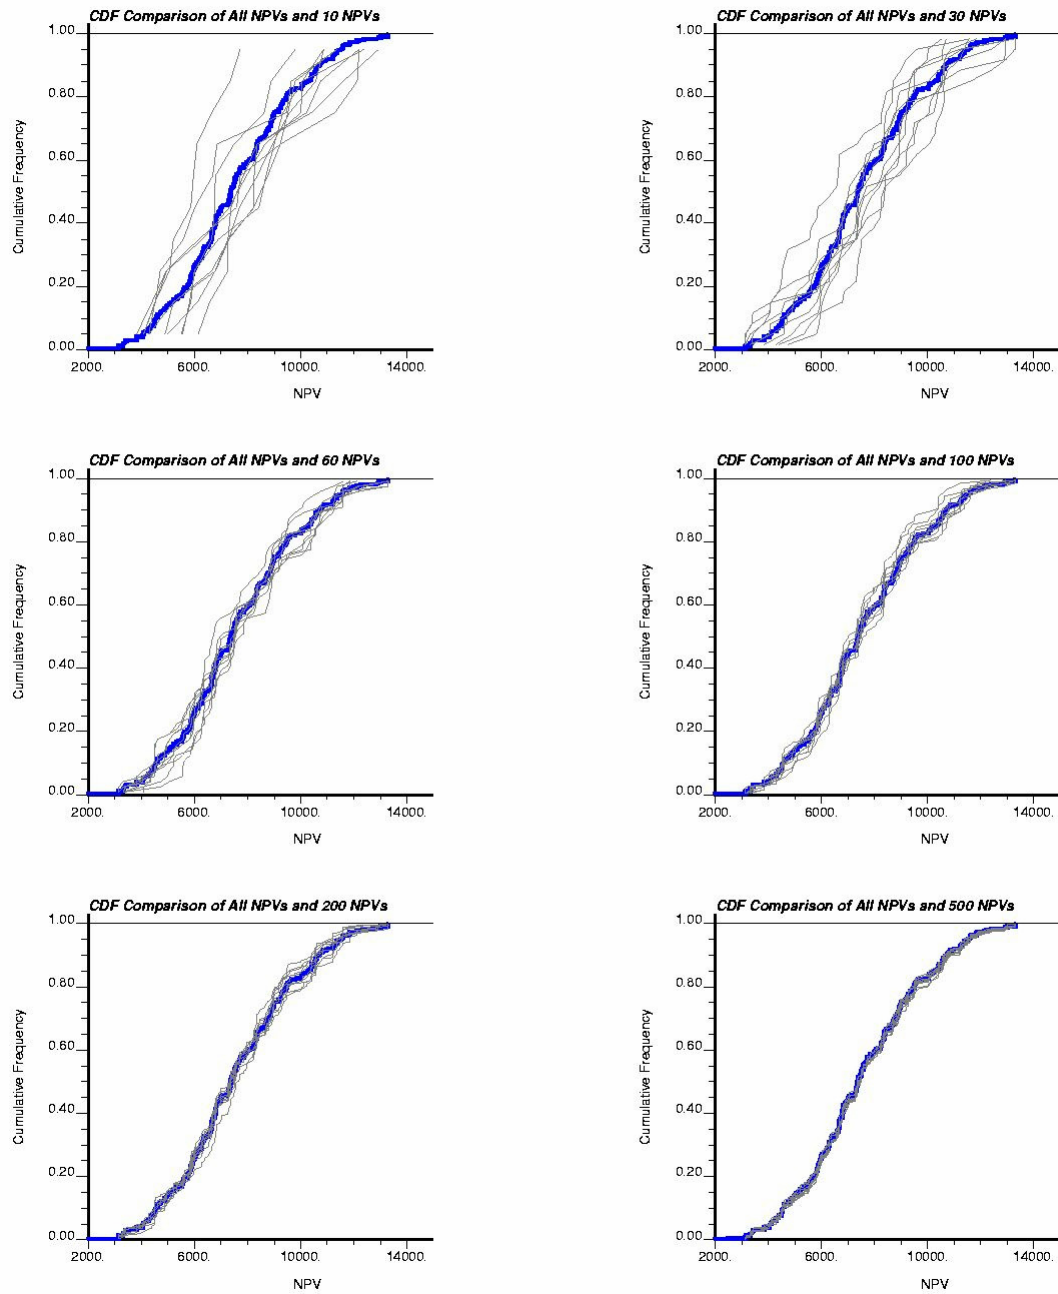 CDF Comparison of All NPVs and 10 NPVs
1.00
0.80
0.60
0.40
0.20
0.00
Cumulative Frequency
2000. 6000. 10000. 14000.
NPV
CDF Comparison of All NPVs and 30 NPVs
1.00
0.80
0.60
0.40
0.20
0.00
Cumulative Frequency
2000. 6000. 10000. 14000.
NPV
CDF Comparison of All NPVs and 60 NPVs
1.00
0.80
0.60
0.40
0.20
0.00
Cumulative Frequency
2000. 6000. 10000. 14000.
NPV
CDF Comparison of All NPVs and 100 NPVs
1.00
0.80
0.60
0.40
0.20
0.00
Cumulative Frequency
2000. 6000. 10000. 14000.
NPV
CDF Comparison of All NPVs and 200 NPVs
1.00
0.80
0.60
0.40
0.20
0.00
Cumulative Frequency
2000. 6000. 10000. 14000.
NPV
CDF Comparison of All NPVs and 500 NPVs
1.00
0.80
0.60
0.40
0.20
0.00
Cumulative Frequency
2000. 6000. 10000. 14000.
NPV